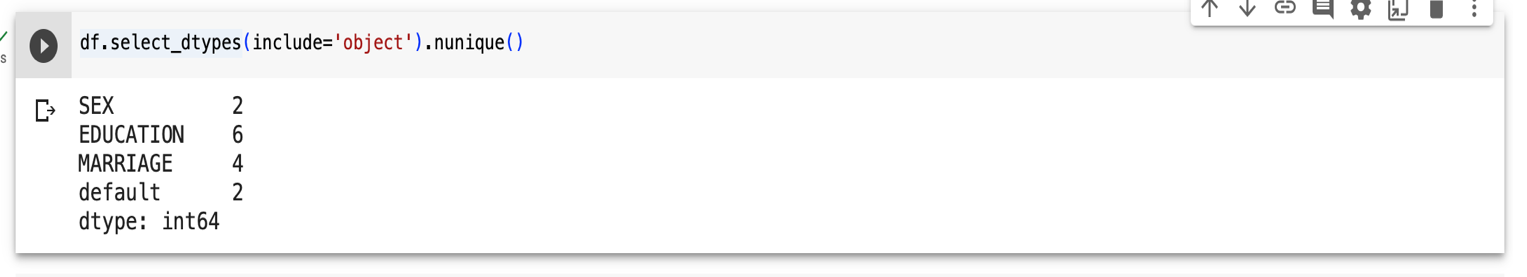 df.select_dtypes(include='object').nunique()
s
SEX 2
EDUCATION 6
MARRIAGE 4
default 2
dtype: int64